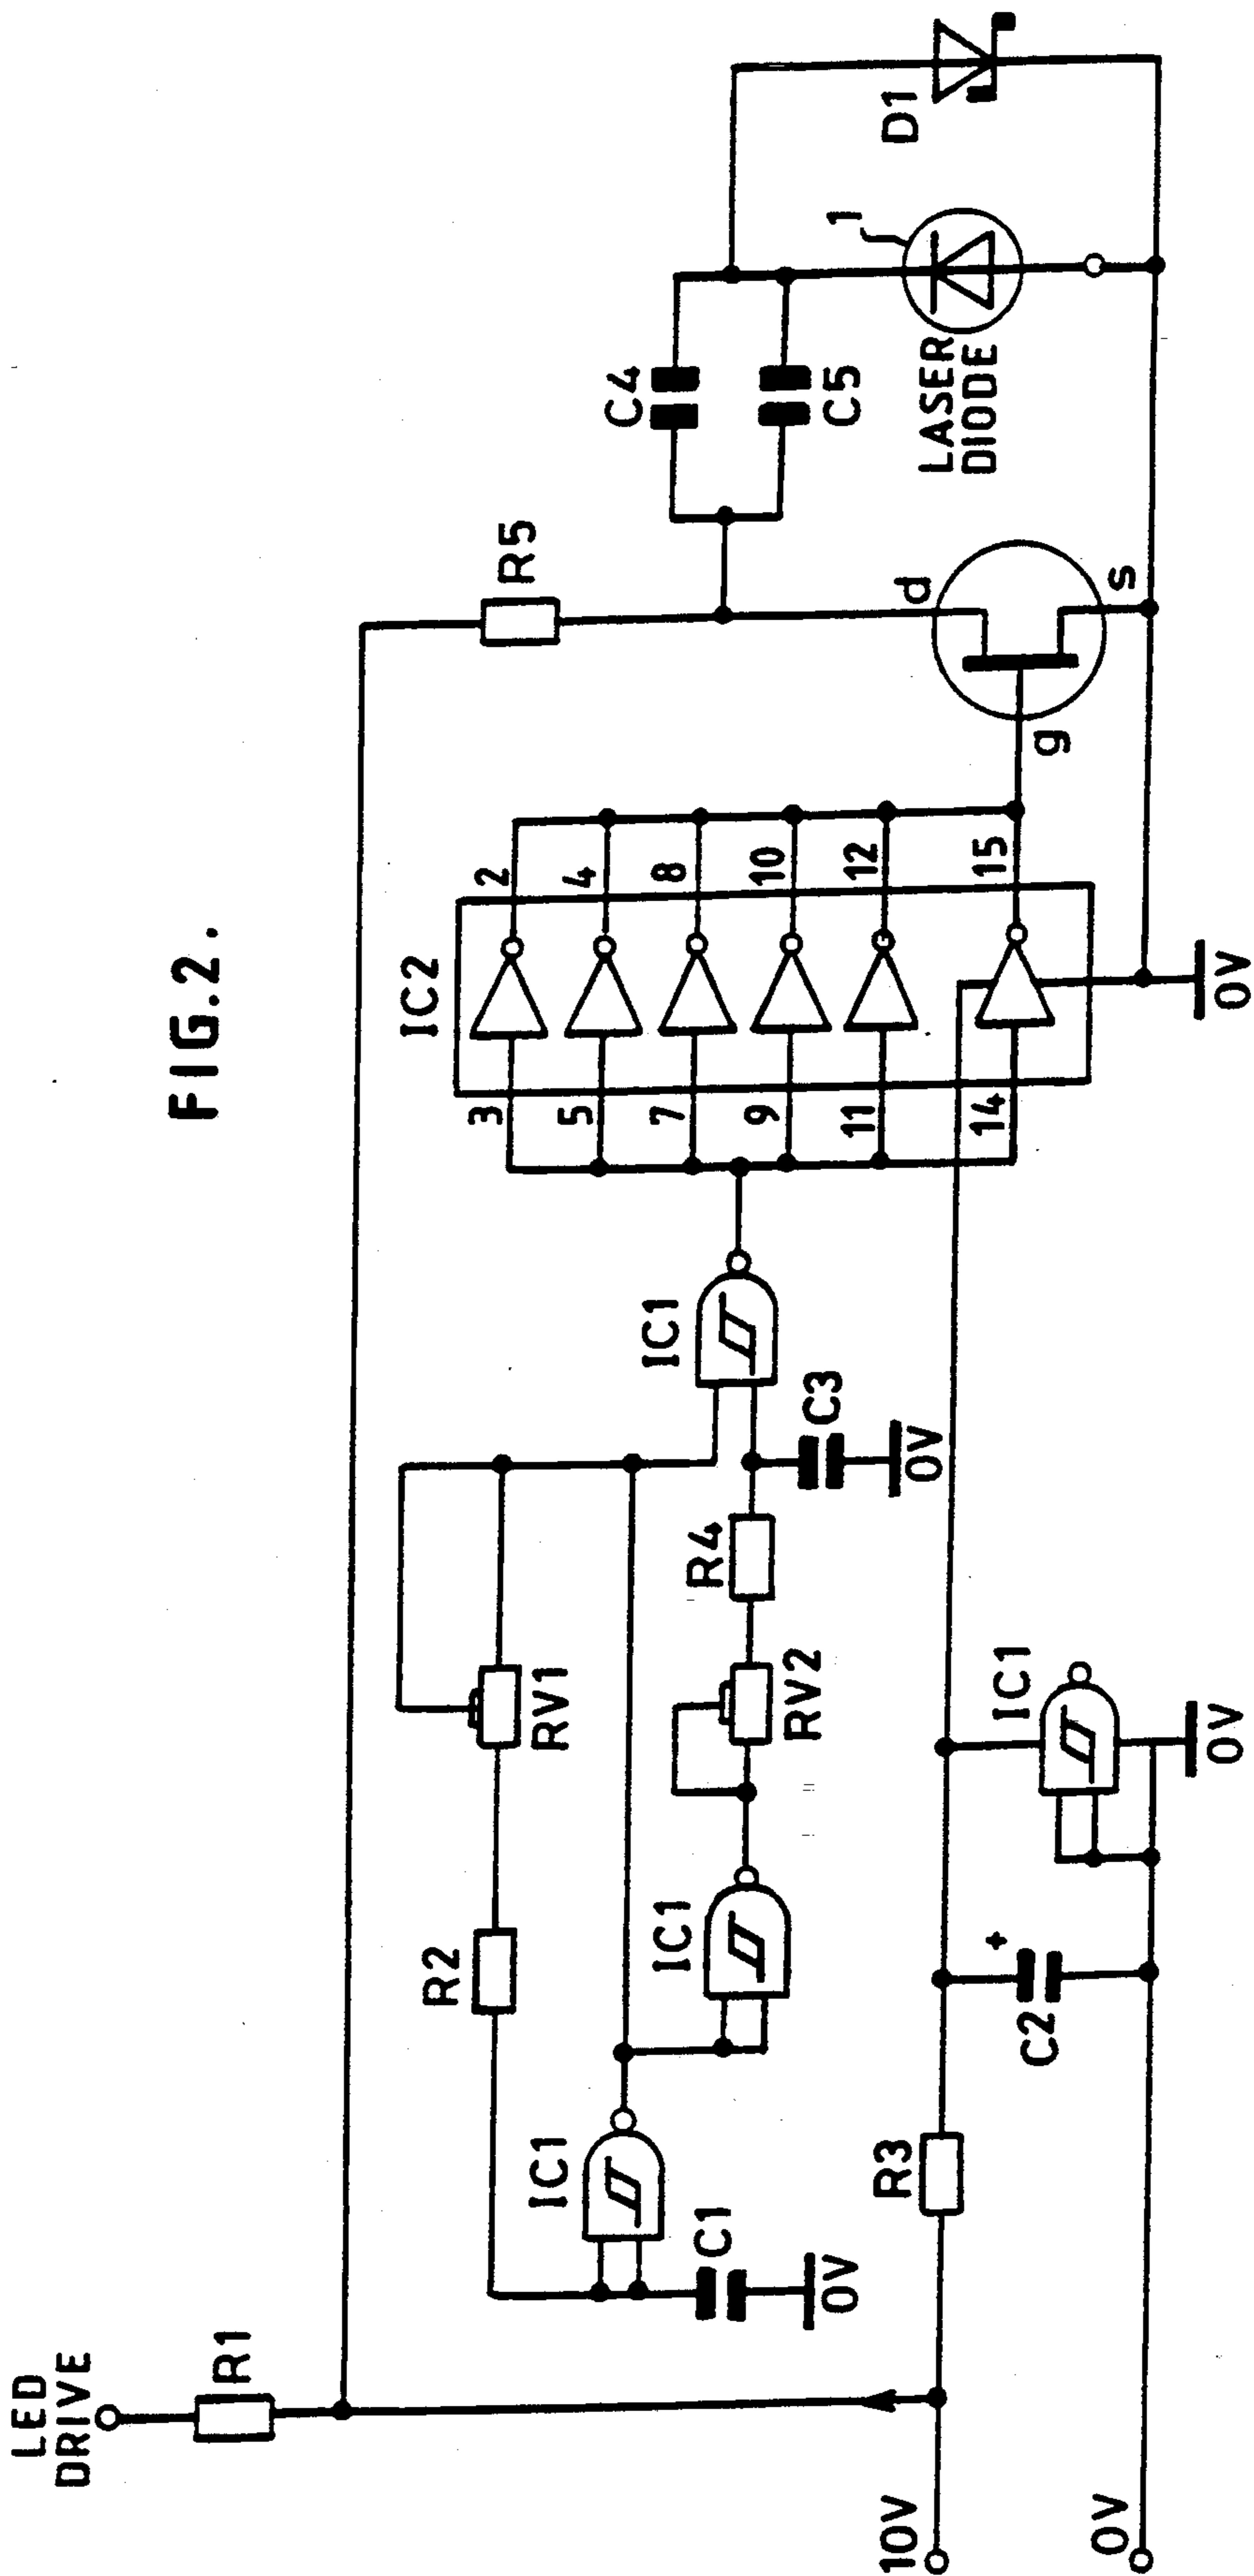 FIG.2.
LED
DRIVE
R1
R2
RV1
R5
IC1
C1
0V
IC1
RV2
R4
IC1
C3
0V
IC2
3
2
5
4
7
8
9
10
11
12
14
15
g
d
s
C4
C5
LASER
DIODE
1
D1
10V
R3
C2
+
IC1
0V
0V
0V